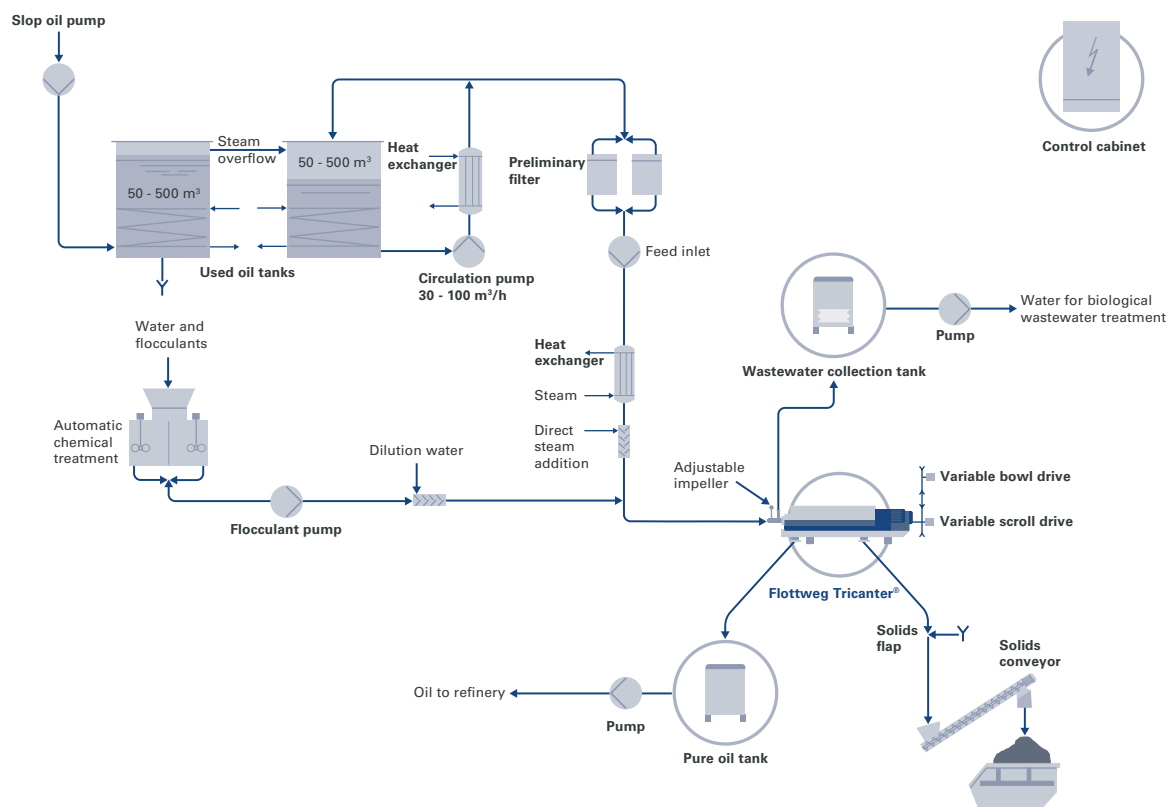 Slop oil pump
Control cabinet
Steam
overflow
Heat
exchanger
50 - 500 m³
50 - 500 m³
Preliminary
filter
Used oil tanks
Circulation pump
30 - 100 m³/h
Feed inlet
Water and
flocculants
Water for biological
wastewater treatment
Pump
Heat
exchanger
Steam
Wastewater collection tank
Automatic
chemical
treatment
Direct
steam
addition
Dilution water
Adjustable
impeller
Variable bowl drive
Variable scroll drive
Flocculant pump
Flottweg Tricanter®
Solids
flap
Solids
conveyor
Oil to refinery
Pump
Pure oil tank